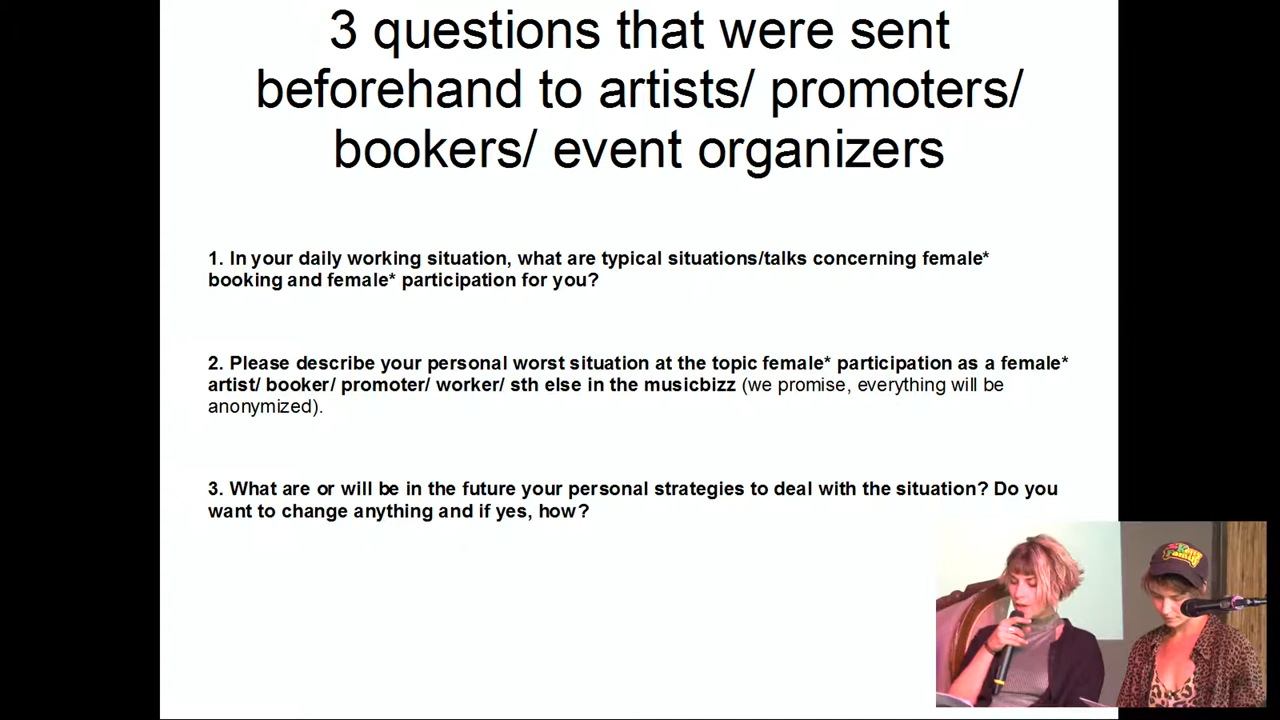 3 questions that were sent
beforehand to artists/ promoters/
bookers/ event organizers
1. In your daily working situation, what are typical situations/talks concerning female*
booking and female* participation for you?
2. Please describe your personal worst situation at the topic female* participation as a female*
artist/ booker/ promoter/ worker/ sth else in the musicbizz (we promise, everything will be
anonymized).
3. What are or will be in the future your personal strategies to deal with the situation? Do you
want to change anything and if yes, how?